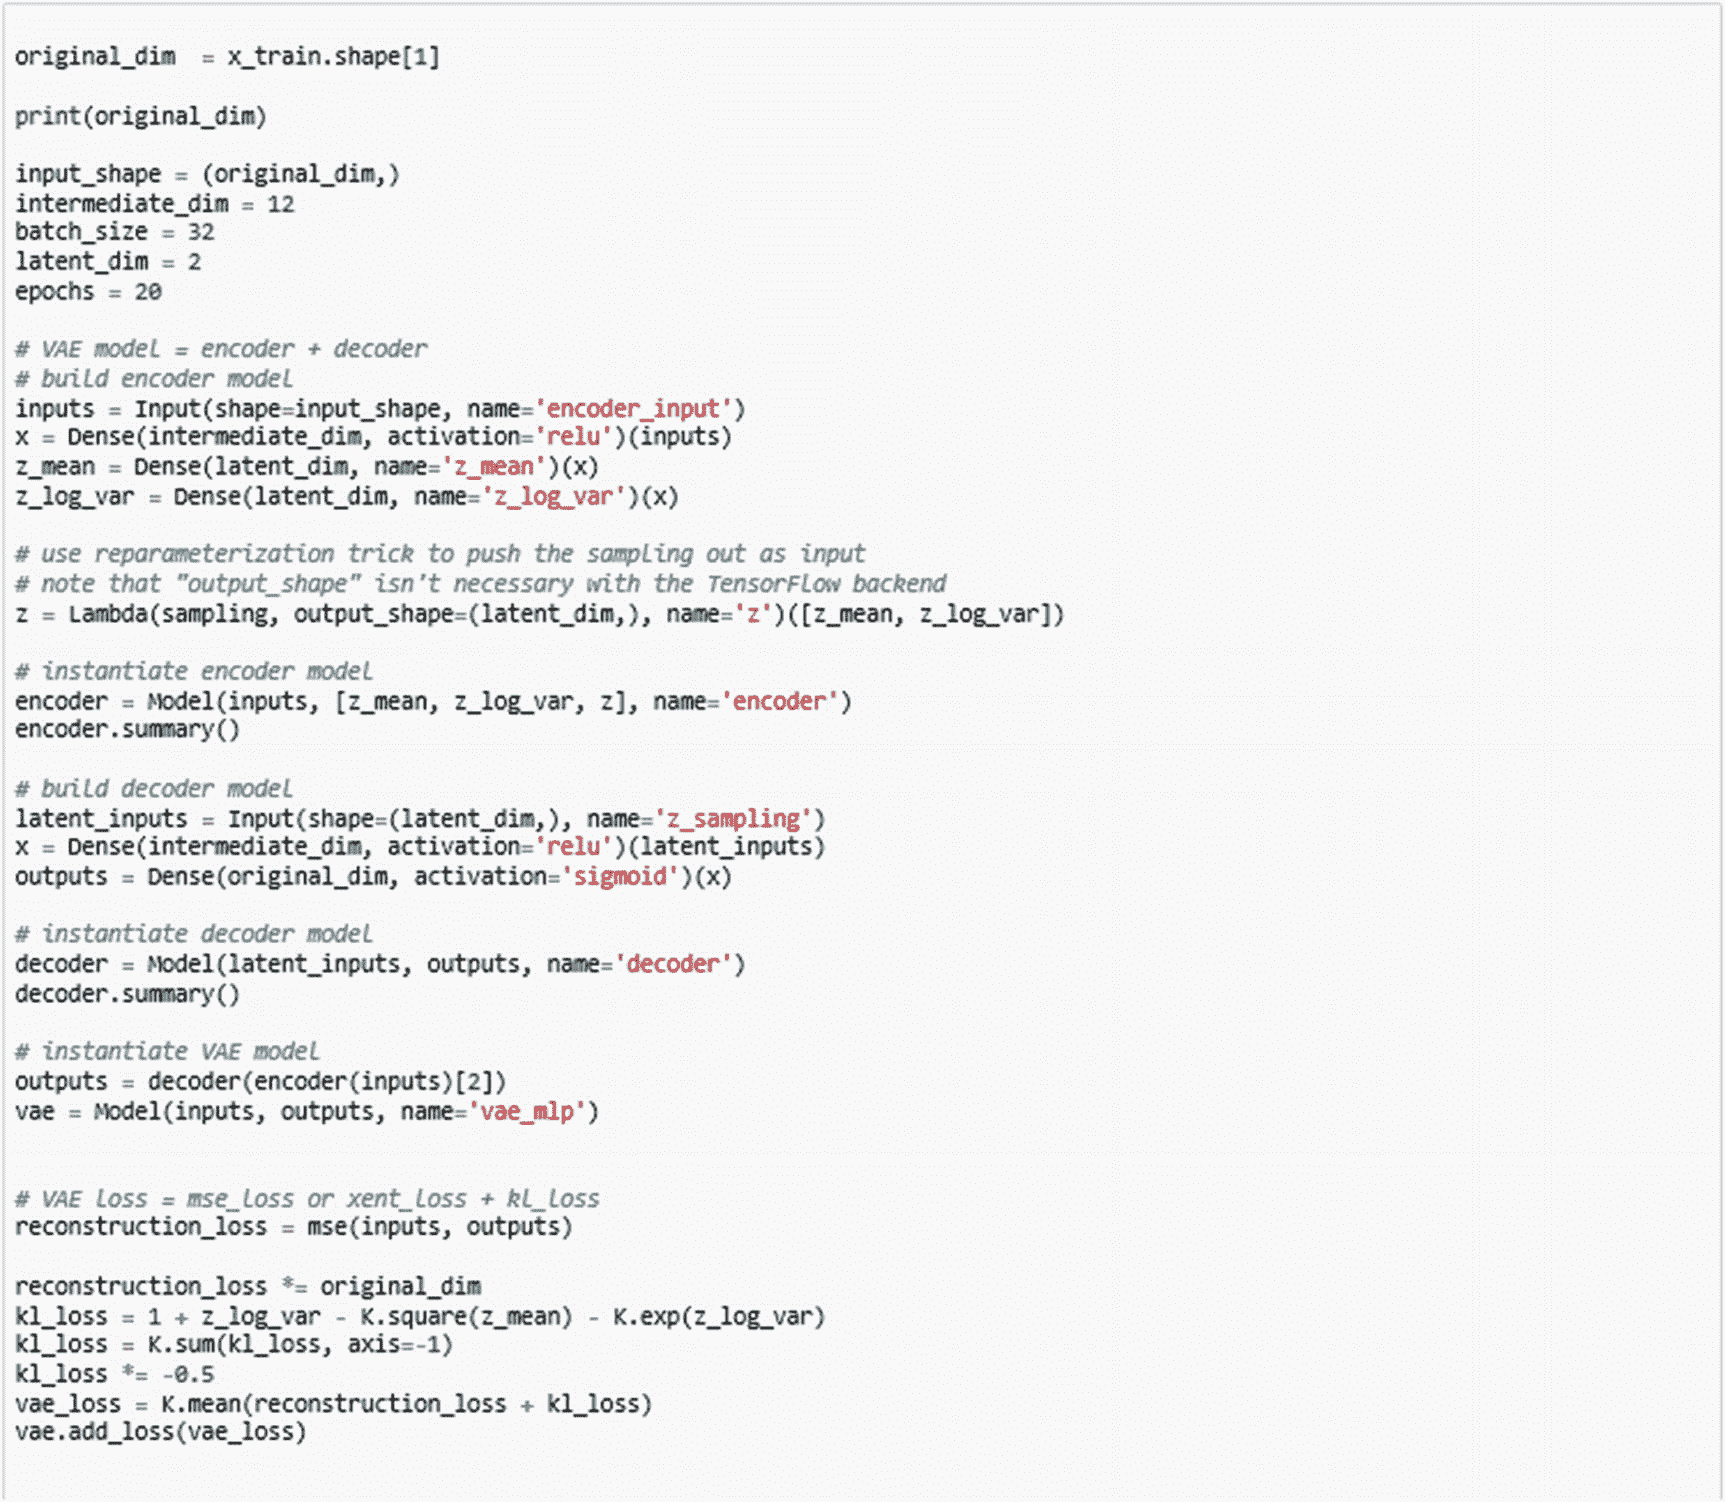 original_dim  = x_train.shape[1]
print(original_dim)
input_shape = (original_dim,)
intermediate_dim = 12
batch_size = 32
latent_dim = 2
epochs = 20
# VAE model = encoder + decoder
# build encoder model
inputs = Input(shape=input_shape, name='encoder_input')
x = Dense(intermediate_dim, activation='relu')(inputs)
z_mean = Dense(latent_dim, name='z_mean')(x)
z_log_var = Dense(latent_dim, name='z_log_var')(x)
# use reparameterization trick to push the sampling out as input
# note that "output_shape" isn't necessary with the TensorFlow backend
z = Lambda(sampling, output_shape=(latent_dim,), name='z')([z_mean, z_log_var])
# instantiate encoder model
encoder = Model(inputs, [z_mean, z_log_var, z], name='encoder')
encoder.summary()
# build decoder model
latent_inputs = Input(shape=(latent_dim,), name='z_sampling')
x = Dense(intermediate_dim, activation='relu')(latent_inputs)
outputs = Dense(original_dim, activation='sigmoid')(x)
# instantiate decoder model
decoder = Model(latent_inputs, outputs, name='decoder')
decoder.summary()
# instantiate VAE model
outputs = decoder(encoder(inputs)[2])
vae = Model(inputs, outputs, name='vae_mlp')
# VAE loss = mse_loss or xent_loss + kl_loss
reconstruction_loss = mse(inputs, outputs)
reconstruction_loss *= original_dim
kl_loss = 1 + z_log_var - K.square(z_mean) - K.exp(z_log_var)
kl_loss = K.sum(kl_loss, axis=-1)
kl_loss *= -0.5
vae_loss = K.mean(reconstruction_loss + kl_loss)
vae.add_loss(vae_loss)